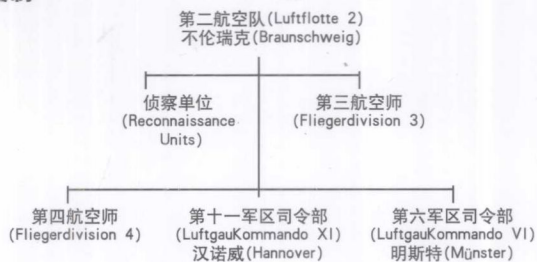 第二航空队(Luftflotte 2)
不伦瑞克(Braunschweig)
侦察单位
(Reconnaissance
Units)
第三航空师
(Fliegerdivision 3)
第四航空师
(Fliegerdivision 4)
第十一军区司令部
(LuftgauKommando XI)
汉诺威(Hannover)
第六军区司令部
(LuftgauKommando VI)
明斯特(Münster)